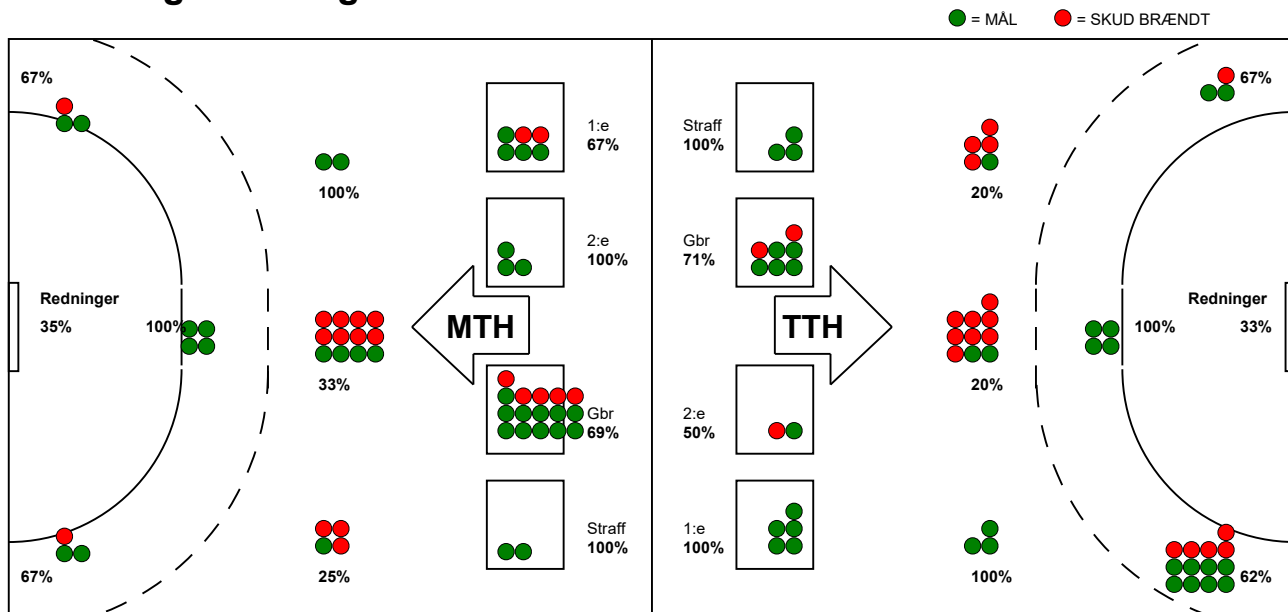 = MÅL = SKUD BRÆNDT
67%
1:e
67%
Straff
100%
67%
100%
20%
2:e
100%
Gbr
71%
Redninger
35%
100%
MTH
TTH
100%
Redninger
33%
33%
20%
Gbr
69%
2:e
50%
Straff
100%
1:e
100%
67%
25%
100%
62%